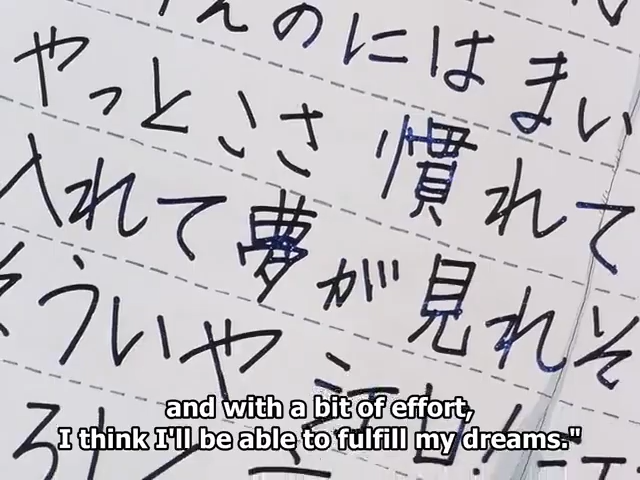 んのにはまい
やっとこさ 慣れて
入れて夢が見れそ
ういや
and with a bit of effort,
I think I'll be able to fulfill my dreams."